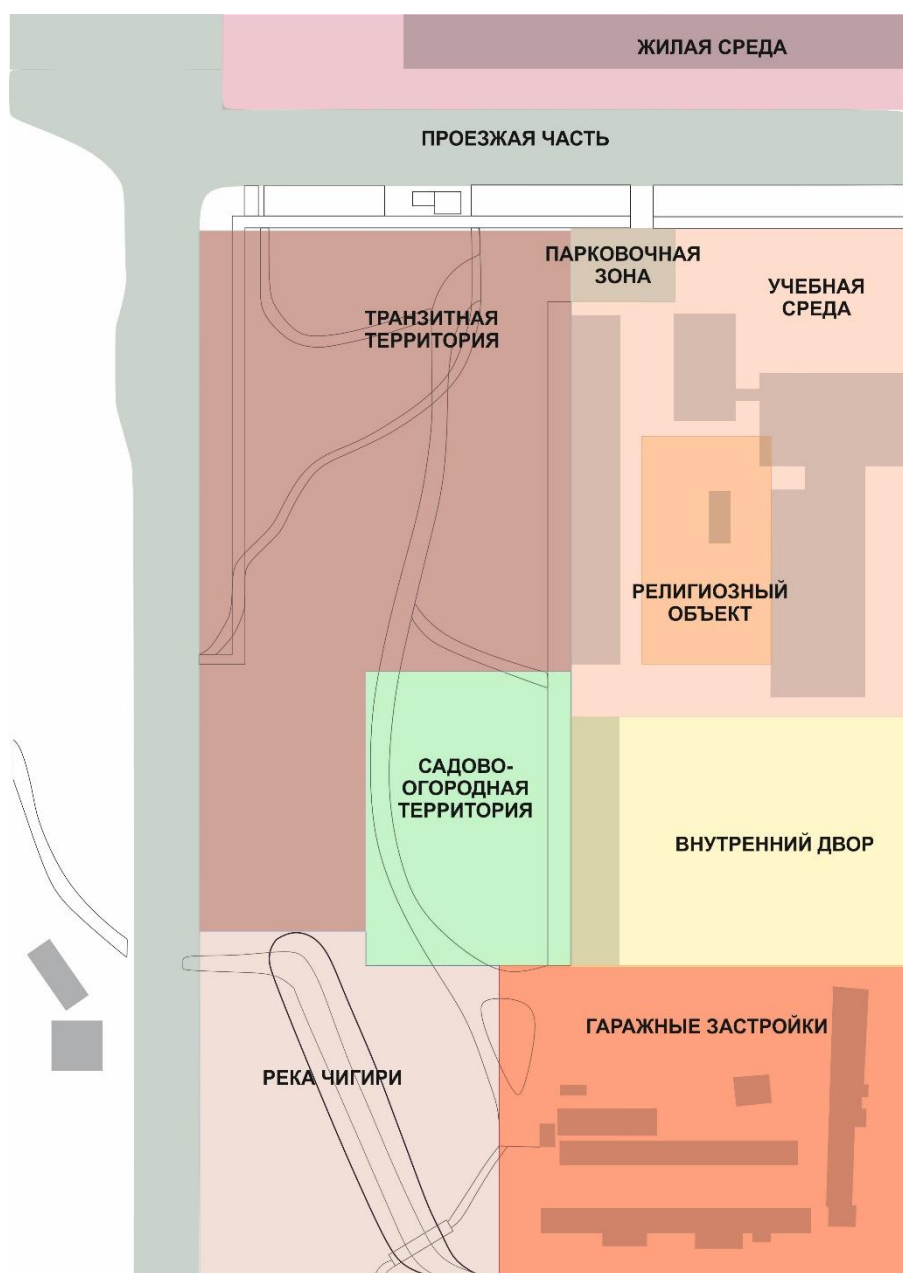 ЖИЛАЯ СРЕДА
ПРОЕЗЖАЯ ЧАСТЬ
ПАРКОВОЧНАЯ
ЗОНА
УЧЕБНАЯ
СРЕДА
ТРАНЗИТНАЯ
ТЕРРИТОРИЯ
РЕЛИГИОЗНЫЙ
ОБЪЕКТ
САДОВО-
ОГОРОДНАЯ
ТЕРРИТОРИЯ
ВНУТРЕННИЙ ДВОР
ГАРАЖНЫЕ ЗАСТРОЙКИ
РЕКА ЧИГИРИ